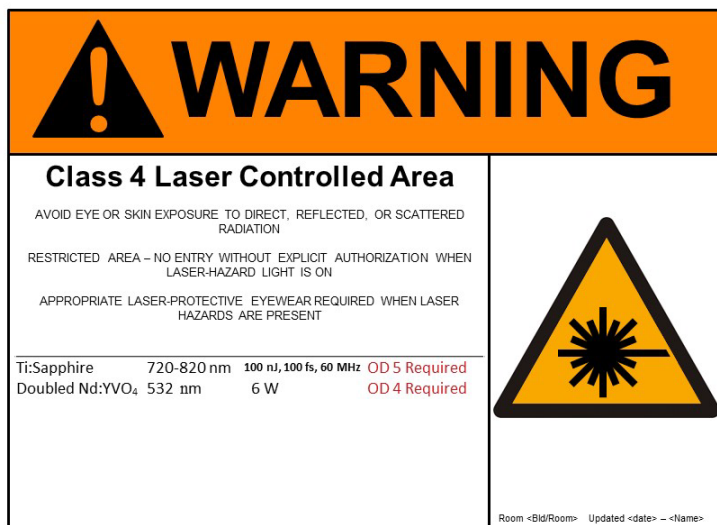 WARNING
Class 4 Laser Controlled Area
AVOID EYE OR SKIN EXPOSURE TO DIRECT, REFLECTED, OR SCATTERED
RADIATION
RESTRICTED AREA – NO ENTRY WITHOUT EXPLICIT AUTHORIZATION WHEN
LASER-HAZARD LIGHT IS ON
APPROPRIATE LASER-PROTECTIVE EYEWEAR REQUIRED WHEN LASER
HAZARDS ARE PRESENT
Ti:Sapphire 720-820 nm 100 nJ, 100 fs, 60 MHz OD 5 Required
Doubled Nd:YVO₄ 532 nm 6 W OD 4 Required
Room <Bld/Room> Updated <date> – <Name>